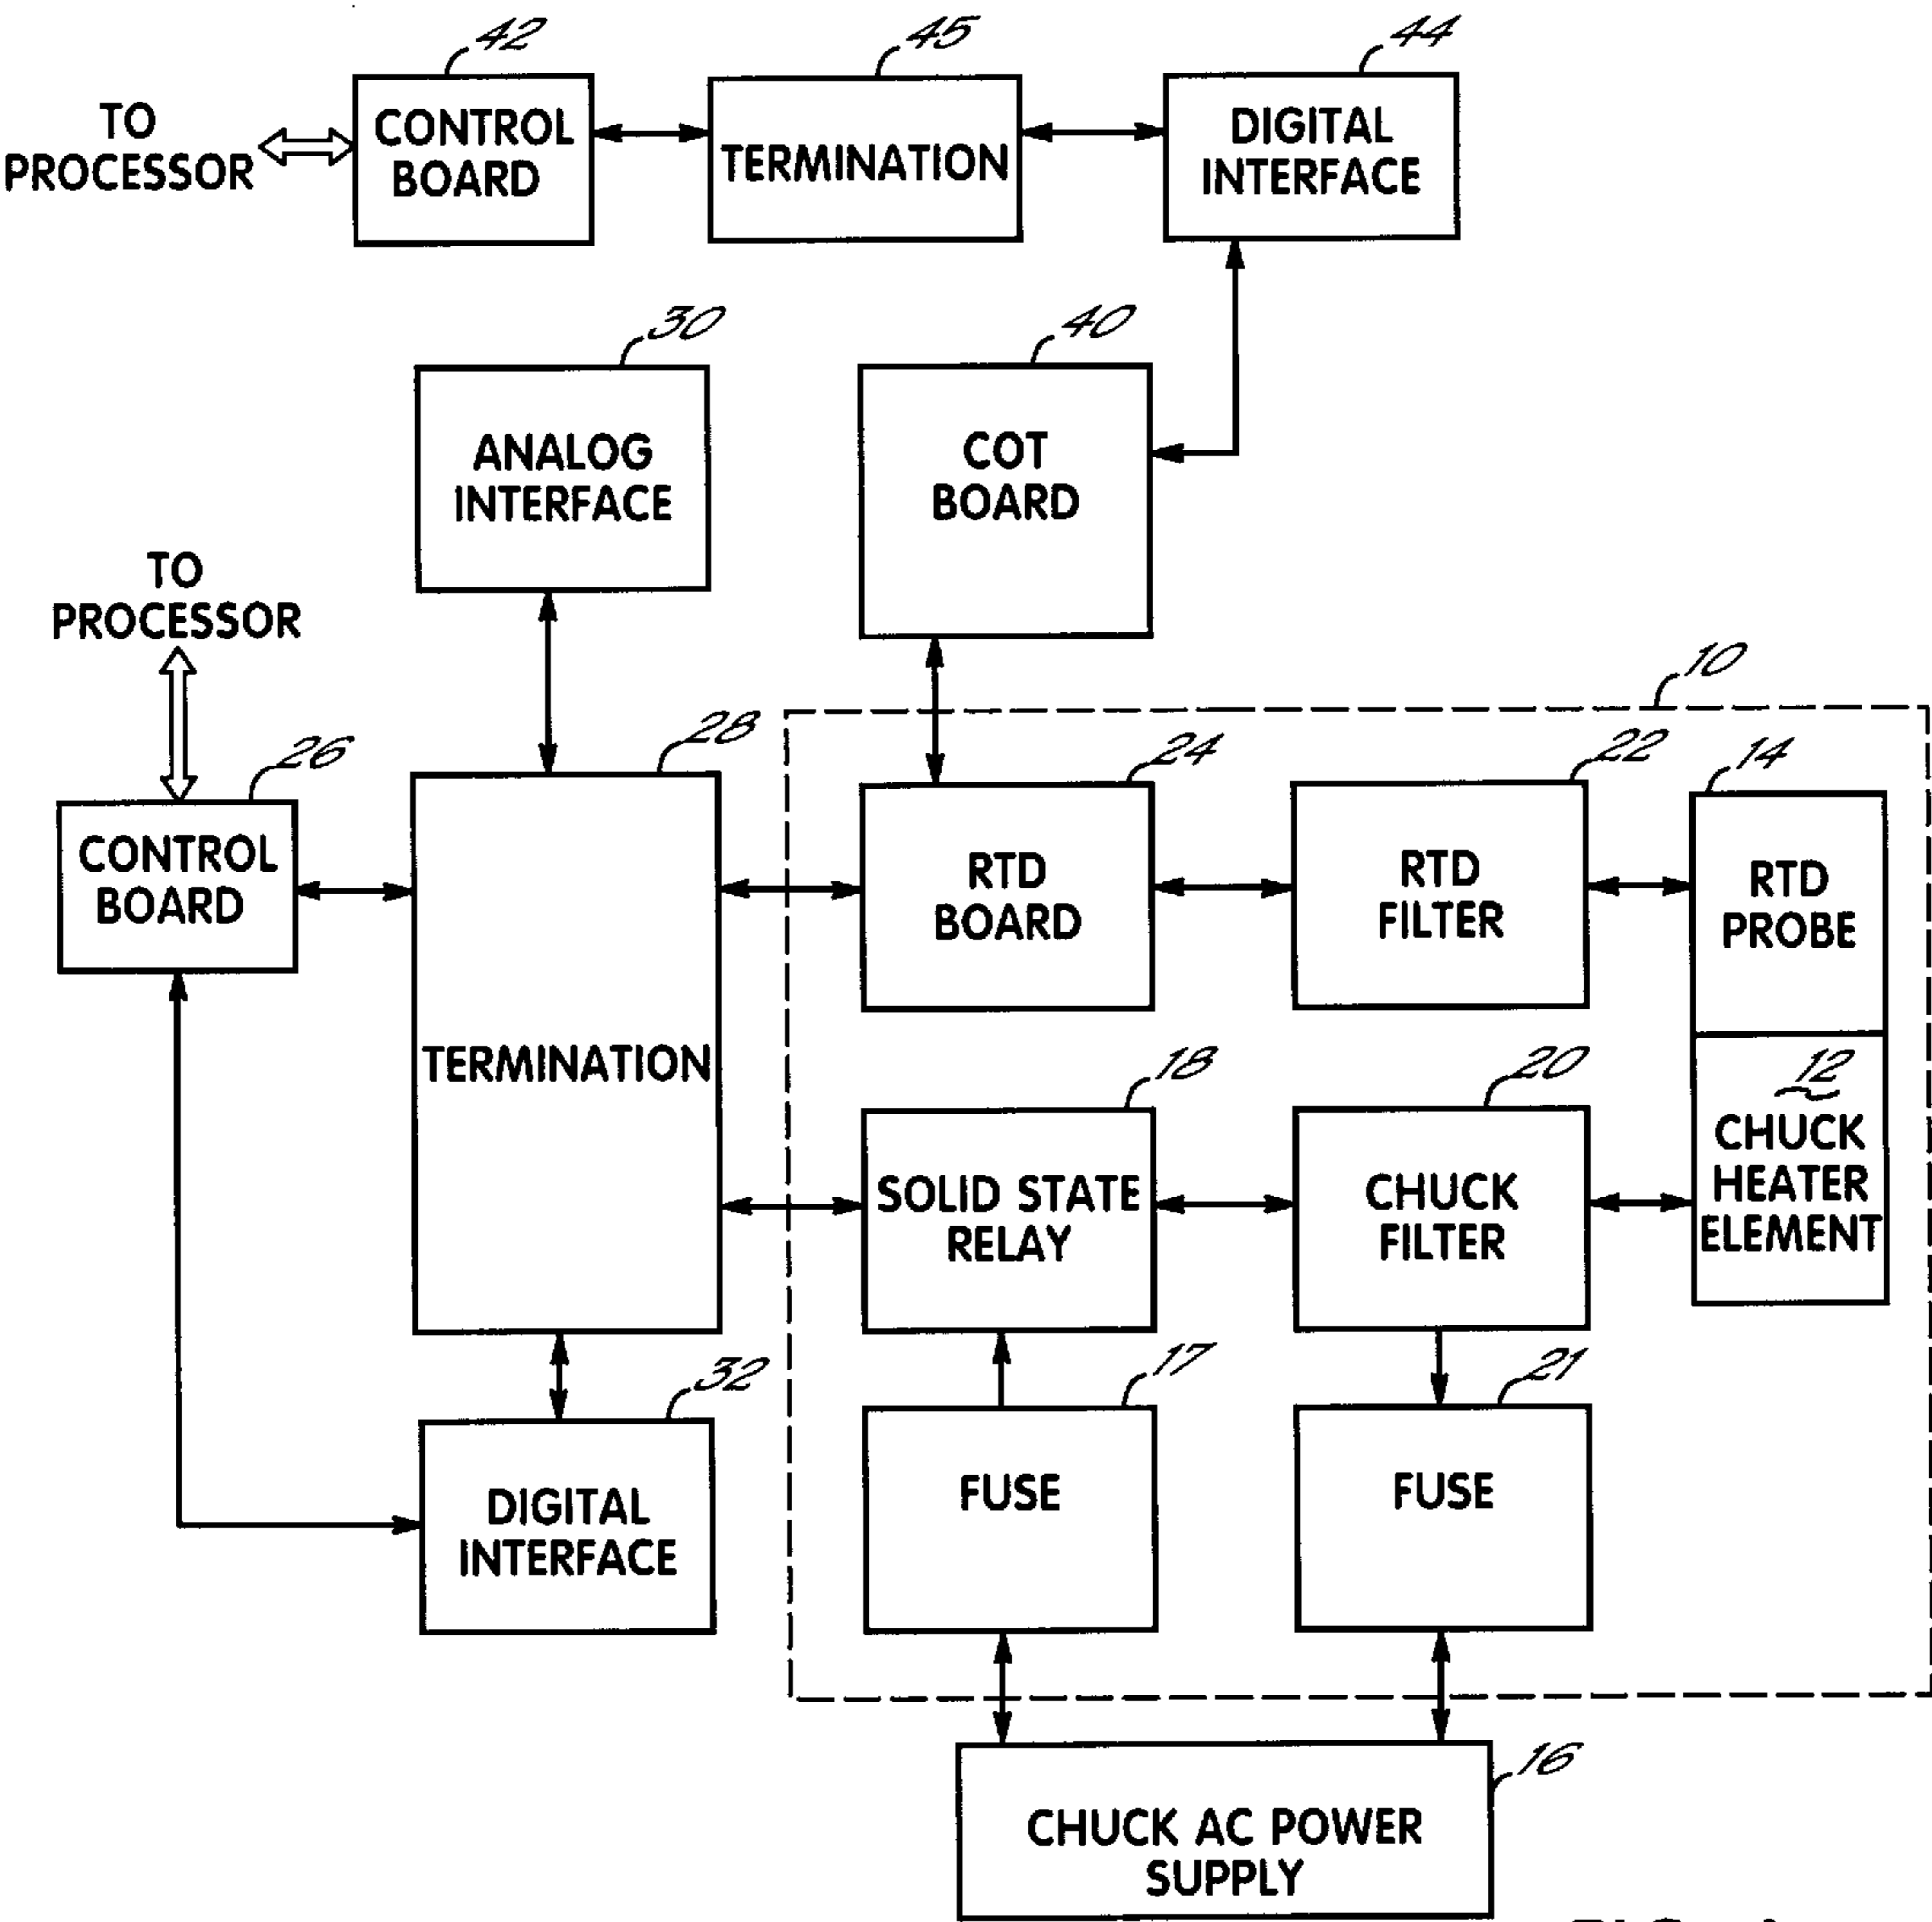 42
45
44
TO
PROCESSOR
CONTROL
BOARD
TERMINATION
DIGITAL
INTERFACE
30
40
ANALOG
INTERFACE
COT
BOARD
TO
PROCESSOR
10
26
28
24
22
14
CONTROL
BOARD
TERMINATION
RTD
BOARD
RTD
FILTER
RTD
PROBE
18
20
12
SOLID STATE
RELAY
CHUCK
FILTER
CHUCK
HEATER
ELEMENT
32
17
21
DIGITAL
INTERFACE
FUSE
FUSE
16
CHUCK AC POWER
SUPPLY